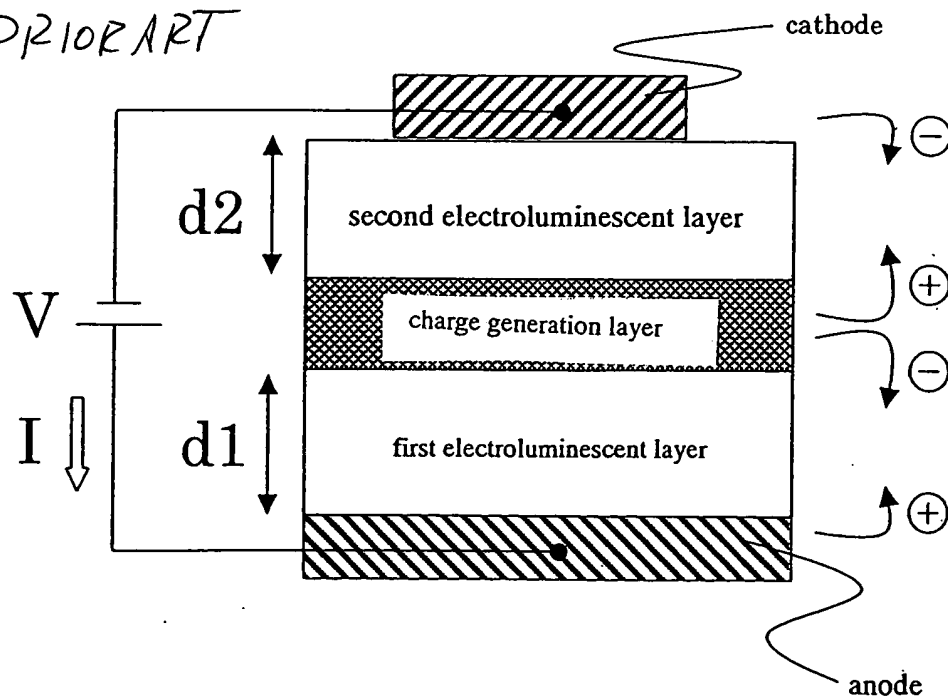 PRIOR ART
cathode
⊖
d2
second electroluminescent layer
⊕
V
charge generation layer
⊖
I
d1
first electroluminescent layer
⊕
anode